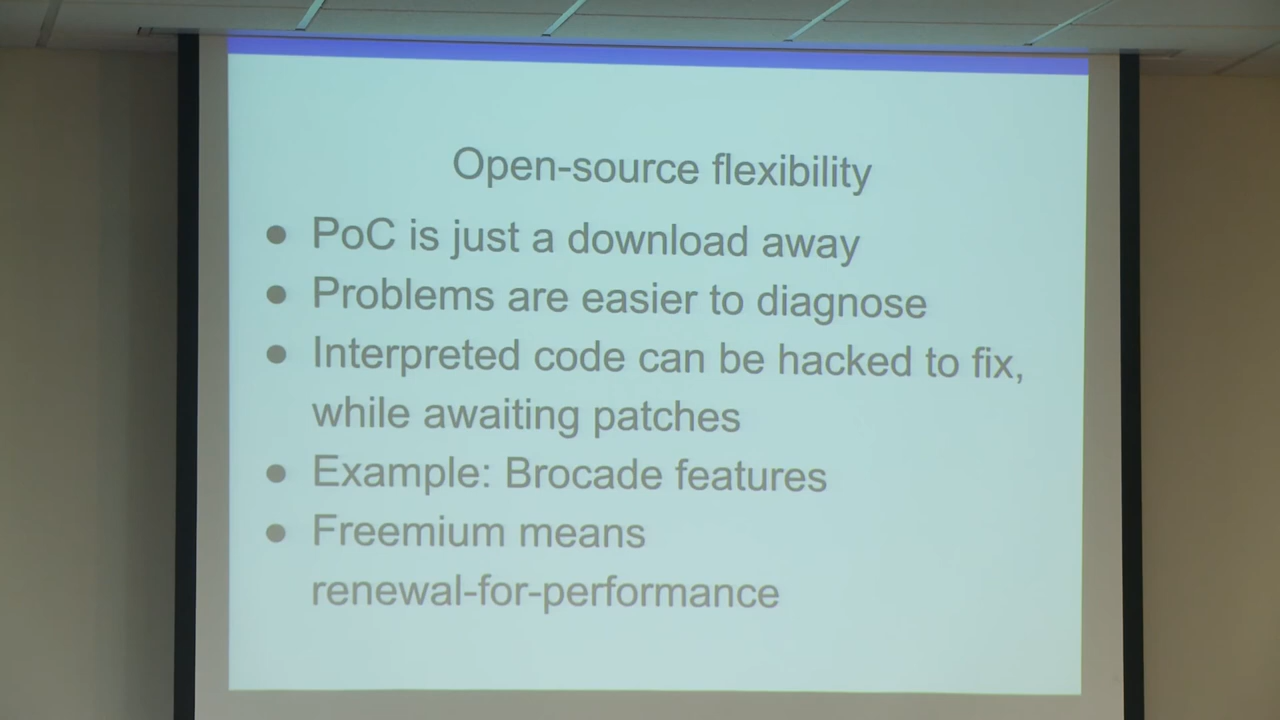 Open-source flexibility
● PoC is just a download away
● Problems are easier to diagnose
● Interpreted code can be hacked to fix,
while awaiting patches
● Example: Brocade features
● Freemium means
renewal-for-performance